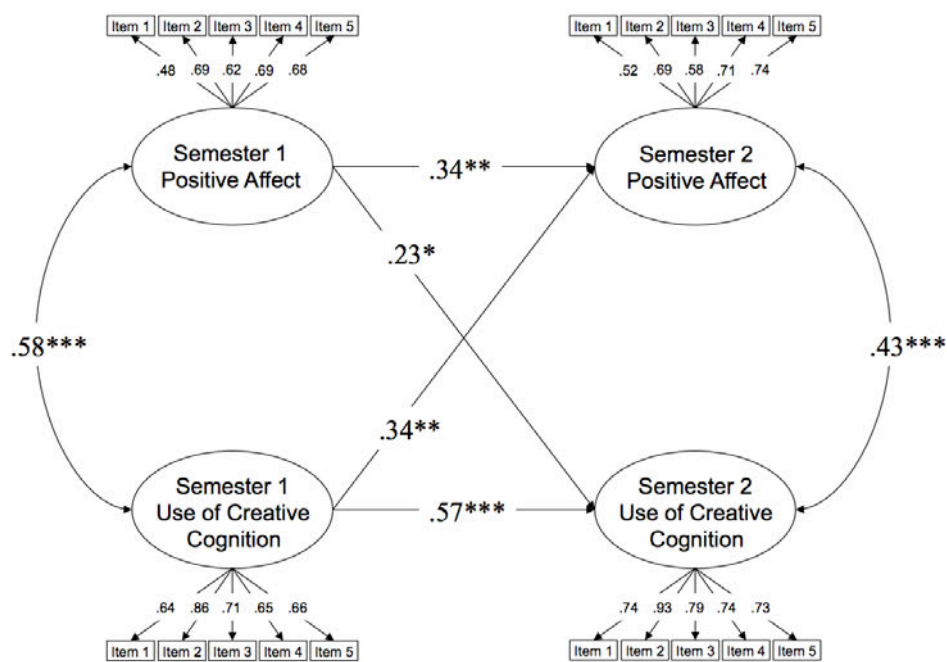 Item 1 Item 2 Item 3 Item 4 Item 5
Item 1 Item 2 Item 3 Item 4 Item 5
.48 .69 .62 .69 .68
.52 .69 .58 .71 .74
Semester 1
Positive Affect
.34**
Semester 2
Positive Affect
.23*
.58***
.43***
.34**
Semester 1
Use of Creative
Cognition
.57***
Semester 2
Use of Creative
Cognition
.64 .86 .71 .65 .66
.74 .93 .79 .74 .73
Item 1 Item 2 Item 3 Item 4 Item 5
Item 1 Item 2 Item 3 Item 4 Item 5